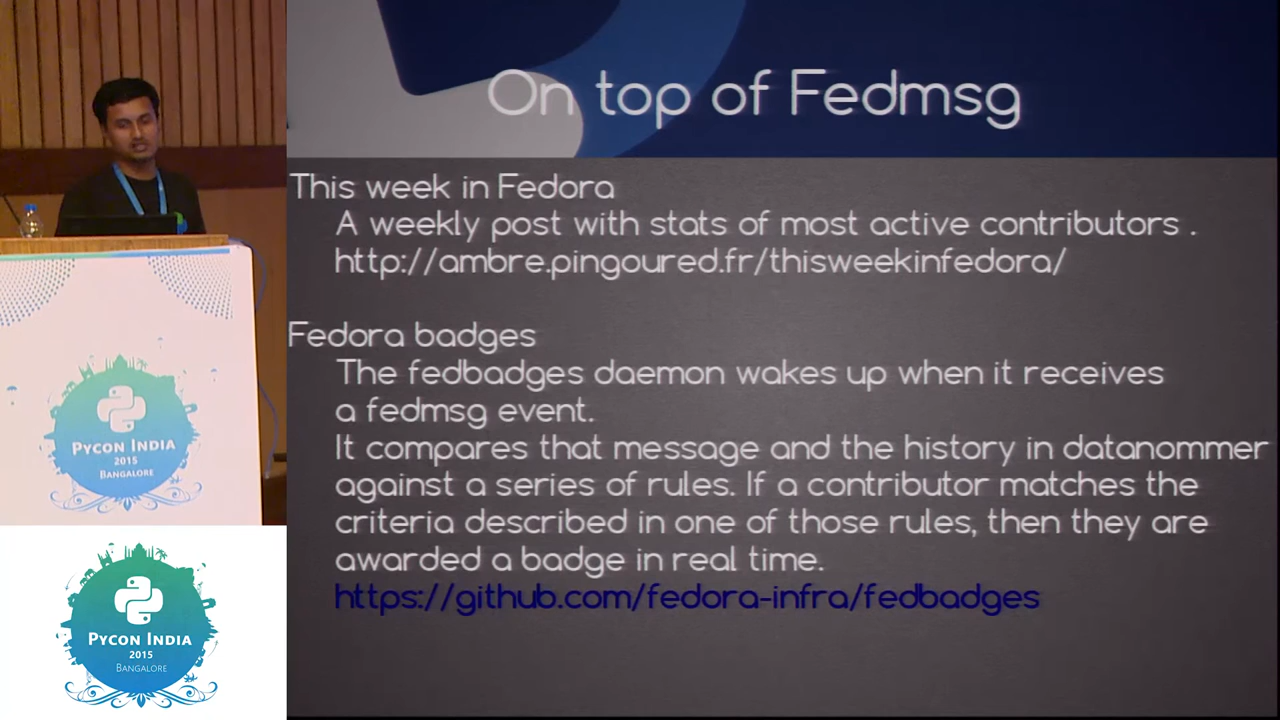 On top of Fedmsg
This week in Fedora
A weekly post with stats of most active contributors .
http://ambre.pingoured.fr/thisweekinfedora/
Fedora badges
The fedbadges daemon wakes up when it receives
a fedmsg event.
It compares that message and the history in datanommer
against a series of rules. If a contributor matches the
criteria described in one of those rules, then they are
awarded a badge in real time.
https://github.com/fedora-infra/fedbadges
PYCON INDIA
2015
BANGALORE
PYCON INDIA
2015
BANGALORE